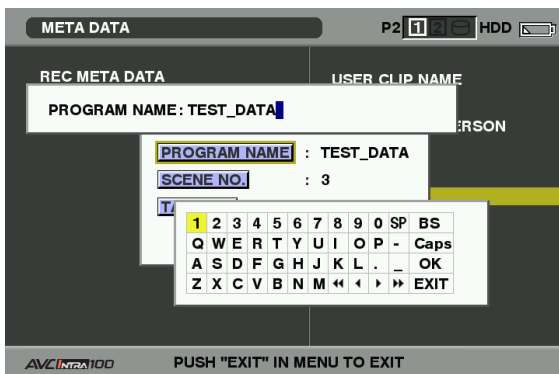 META DATA
P2 1 2 HDD
REC META DATA
USER CLIP NAME
PROGRAM NAME: TEST_DATA
ERSON
PROGRAM NAME : TEST_DATA
SCENE NO. : 3
TA
1 2 3 4 5 6 7 8 9 0 SP BS
Q W E R T Y U I O P - Caps
A S D F G H J K L . _ OK
Z X C V B N M ◀◀ ◀ ▶ ▶▶ EXIT
AVC INTRA 100 PUSH "EXIT" IN MENU TO EXIT